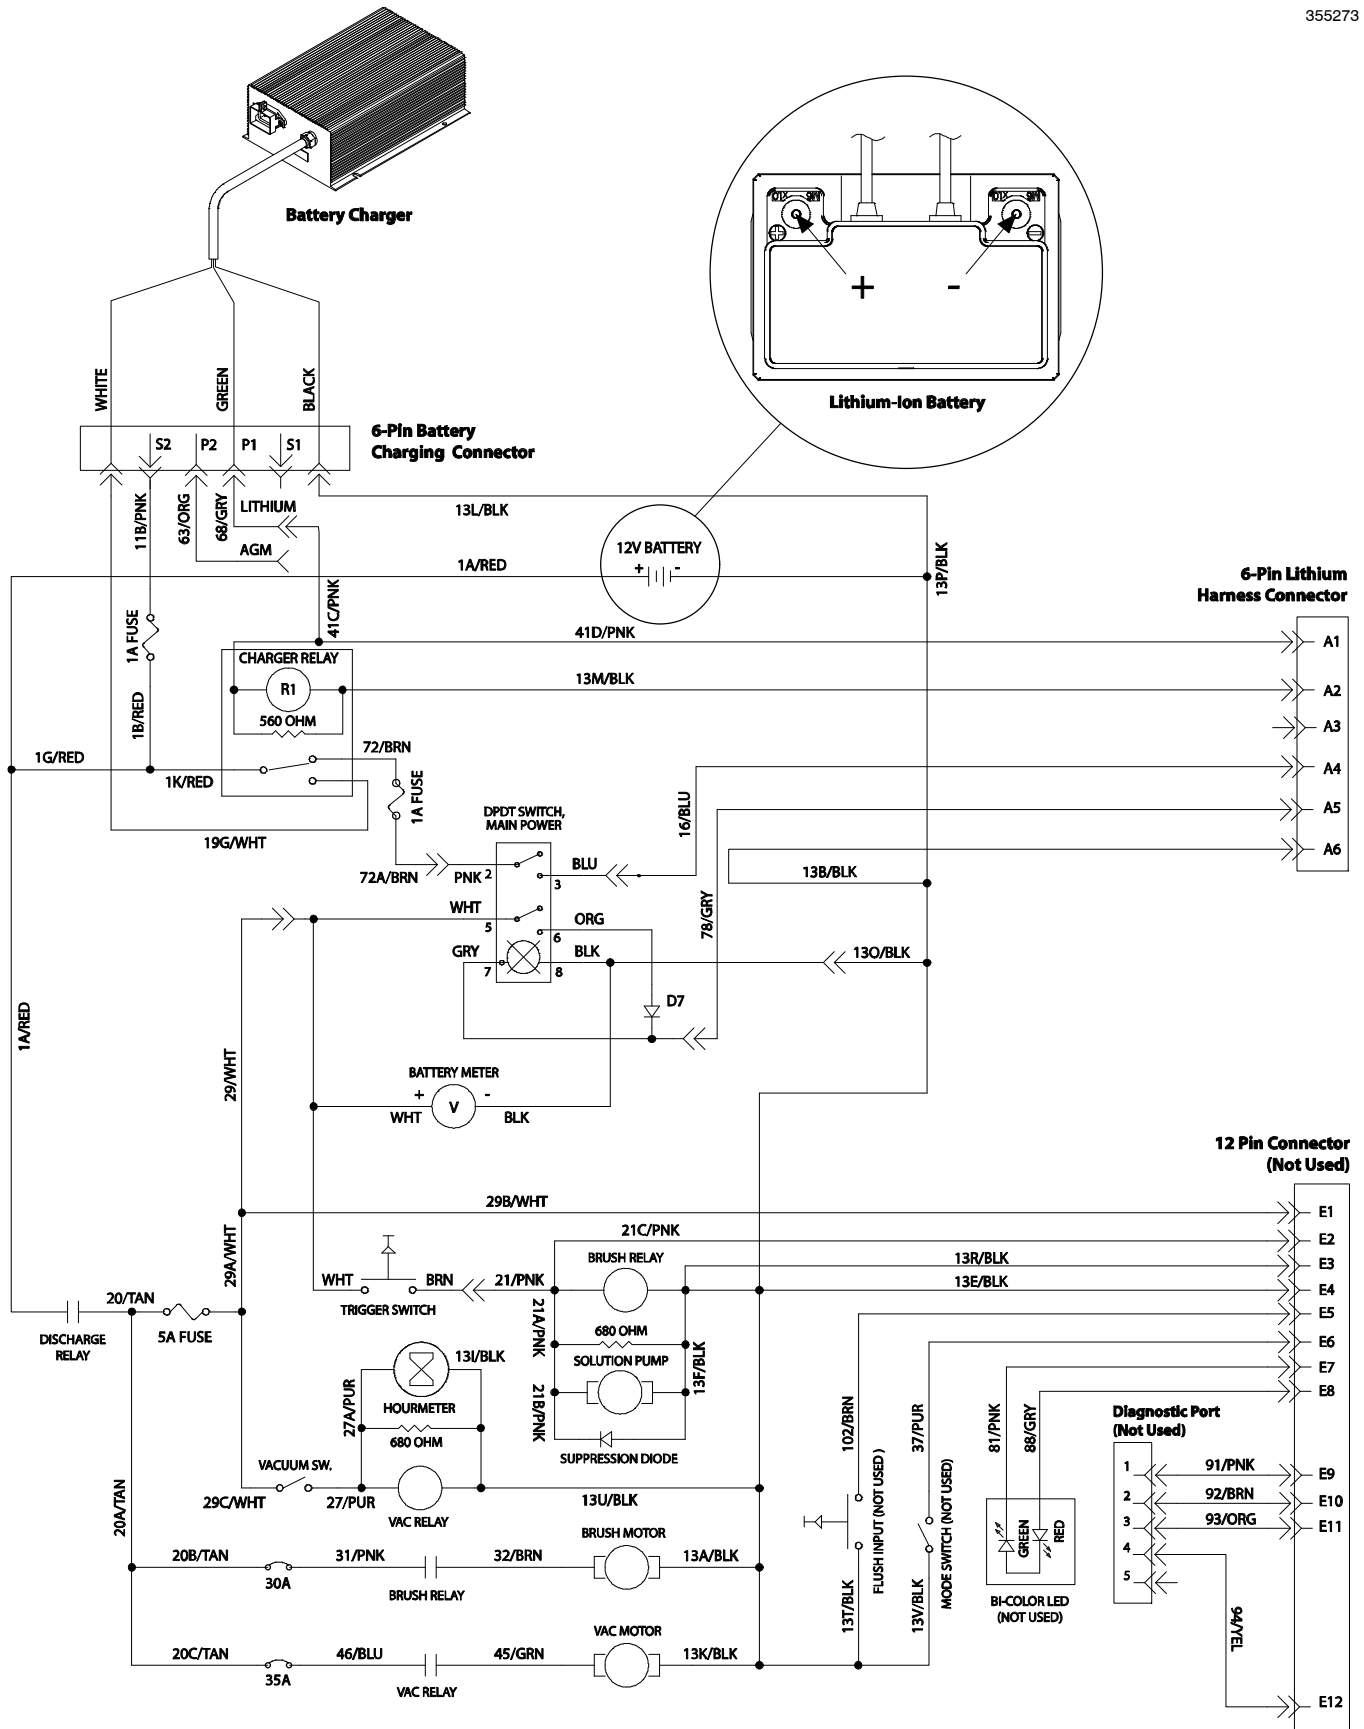 355273
Battery Charger
+ -
Lithium-Ion Battery
WHITE
GREEN
BLACK
S2
P2
P1
S1
6-Pin Battery
Charging Connector
11B/PNK
63/ORG
68/GRY
LITHIUM
AGM
13L/BLK
12V BATTERY
+ -
1A/RED
13P/BLK
6-Pin Lithium
Harness Connector
1A FUSE
41C/PNK
41D/PNK
A1
CHARGER RELAY
R1
560 OHM
13M/BLK
A2
A3
1B/RED
1G/RED
1K/RED
72/BRN
1A FUSE
A4
16/BLU
A5
19G/WHT
DPDT SWITCH,
MAIN POWER
A6
72A/BRN
PNK
2
3
BLU
13B/BLK
78/GRY
WHT
5
6
ORG
GRY
7
8
BLK
13O/BLK
D7
1A/RED
29/WHT
BATTERY METER
+ -
V
WHT
BLK
12 Pin Connector
(Not Used)
29B/WHT
E1
29A/WHT
21C/PNK
E2
BRUSH RELAY
13R/BLK
E3
WHT
BRN
21/PNK
13E/BLK
E4
TRIGGER SWITCH
20/TAN
E5
DISCHARGE
RELAY
5A FUSE
21A/PNK
680 OHM
E6
13I/BLK
SOLUTION PUMP
13F/BLK
E7
27A/PUR
HOURMETER
21B/PNK
E8
680 OHM
SUPPRESSION DIODE
102/BRN
37/PUR
81/PNK
88/GRY
Diagnostic Port
(Not Used)
VACUUM SW.
29C/WHT
27/PUR
VAC RELAY
13U/BLK
1
91/PNK
E9
2
92/BRN
E10
3
93/ORG
E11
4
5
20A/TAN
FLUSH INPUT (NOT USED )
MODE SWITCH (NOT USED)
GREEN
RED
BI-COLOR LED
(NOT USED)
BRUSH MOTOR
20B/TAN
30A
31/PNK
BRUSH RELAY
32/BRN
13A/BLK
13T/BLK
13V/BLK
94/YEL
VAC MOTOR
20C/TAN
35A
46/BLU
VAC RELAY
45/GRN
13K/BLK
E12